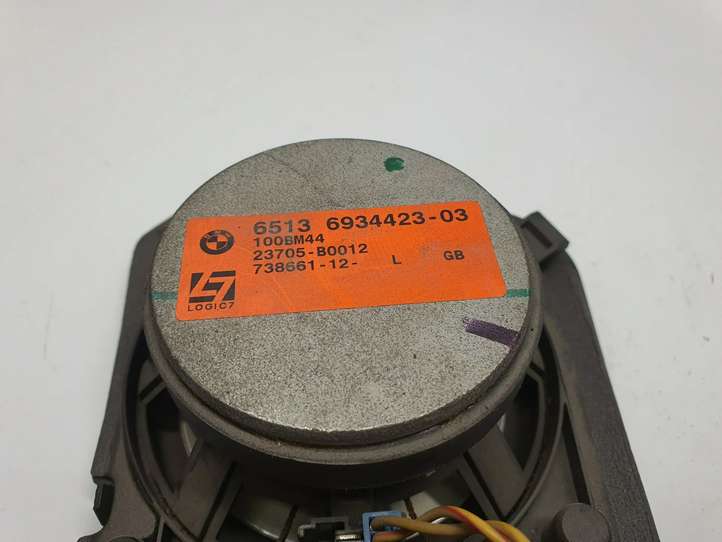 6513 6934423-03
100BM44
23705-B0012
738661-12- L GB
LOGIC7